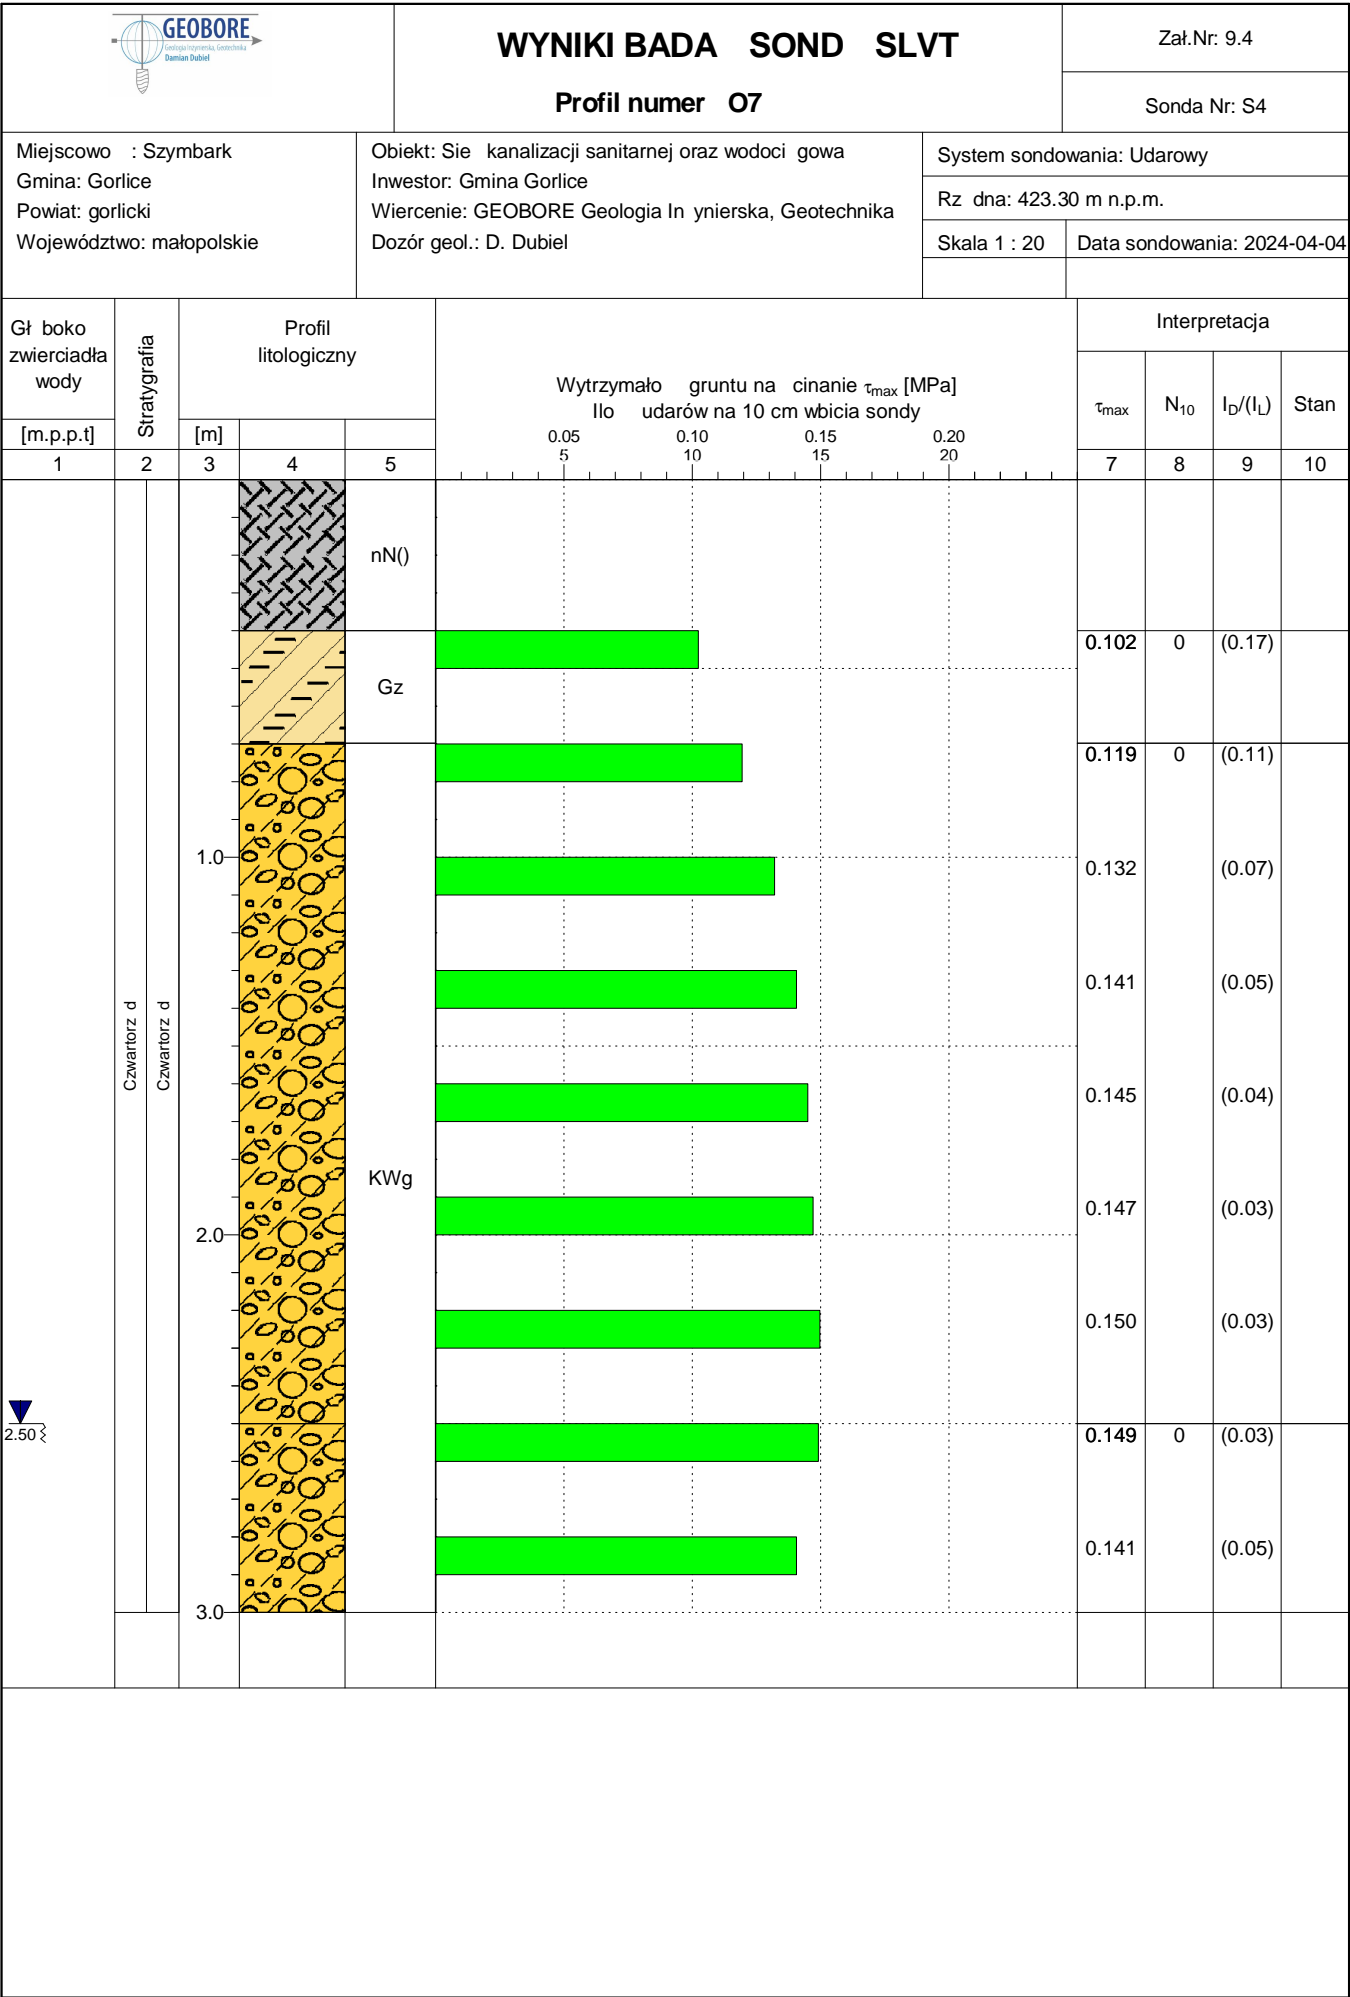 GEOBORE
Geologia Inżynierska, Geotechnika
Damian Dubiel
WYNIKI BADA SOND SLVT
Profil numer O7
Zał.Nr: 9.4
Sonda Nr: S4
Miejscowo : Szymbark
Gmina: Gorlice
Powiat: gorlicki
Województwo: małopolskie
Obiekt: Sie kanalizacji sanitarnej oraz wodoci gowa
Inwestor: Gmina Gorlice
Wiercenie: GEOBORE Geologia In ynierska, Geotechnika
Dozór geol.: D. Dubiel
System sondowania: Udarowy
Rz dna: 423.30 m n.p.m.
Skala 1 : 20
Data sondowania: 2024-04-04
Gł boko
zwierciadła
wody
[m.p.p.t]
Stratygrafia
Profil
litologiczny
[m]
Wytrzymało gruntu na cinanie τmax [MPa]
Ilo udarów na 10 cm wbicia sondy
0.05 0.10 0.15 0.20
5 10 15 20
Interpretacja
τmax N10 ID/(IL) Stan
1 2 3 4 5 7 8 9 10
nN()
Gz
0.102 0 (0.17)
0.119 0 (0.11)
1.0
0.132 (0.07)
0.141 (0.05)
Czwartorz d
Czwartorz d
0.145 (0.04)
KWg
0.147 (0.03)
2.0
0.150 (0.03)
2.50
0.149 0 (0.03)
0.141 (0.05)
3.0